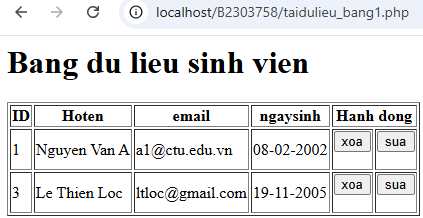 localhost/B2303758/taidulieu_bang1.php
Bang du lieu sinh vien
ID Hoten email ngaysinh Hanh dong
1 Nguyen Van A a1@ctu.edu.vn 08-02-2002 xoa sua
3 Le Thien Loc ltloc@gmail.com 19-11-2005 xoa sua